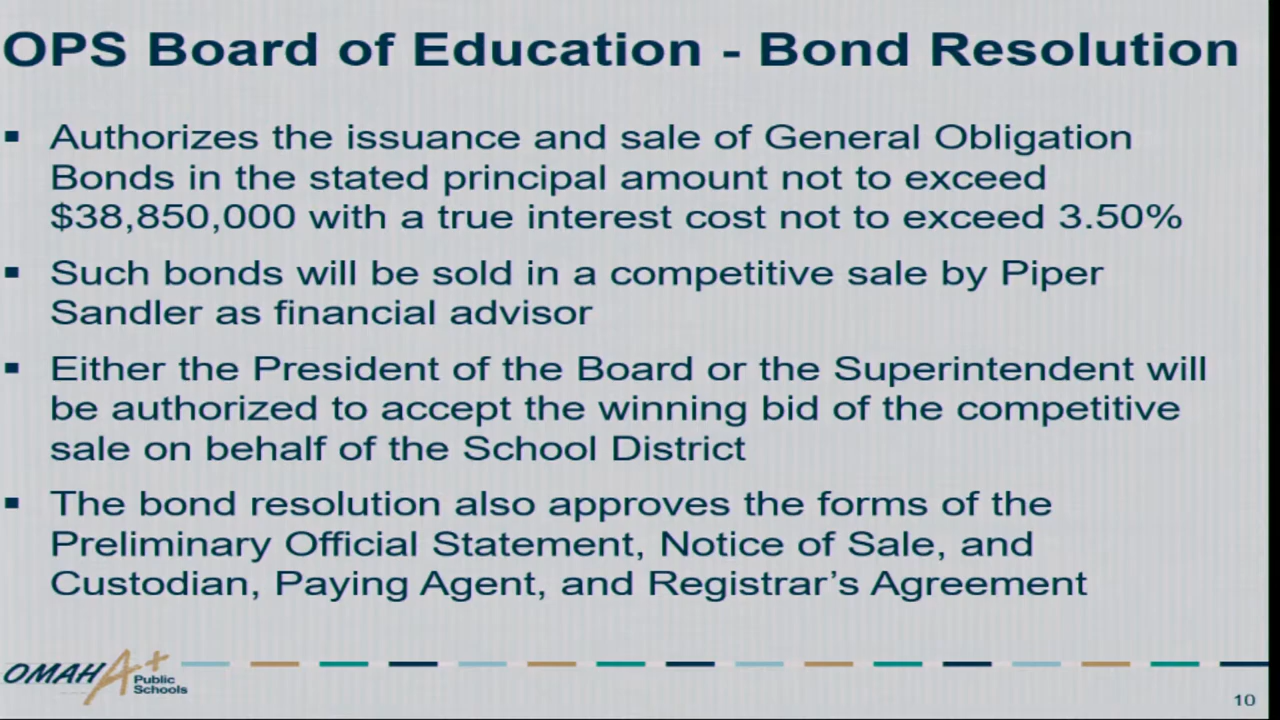 OPS Board of Education - Bond Resolution
▪ Authorizes the issuance and sale of General Obligation
Bonds in the stated principal amount not to exceed
$38,850,000 with a true interest cost not to exceed 3.50%
▪ Such bonds will be sold in a competitive sale by Piper
Sandler as financial advisor
▪ Either the President of the Board or the Superintendent will
be authorized to accept the winning bid of the competitive
sale on behalf of the School District
▪ The bond resolution also approves the forms of the
Preliminary Official Statement, Notice of Sale, and
Custodian, Paying Agent, and Registrar’s Agreement
OMAHA+
Public
Schools
10